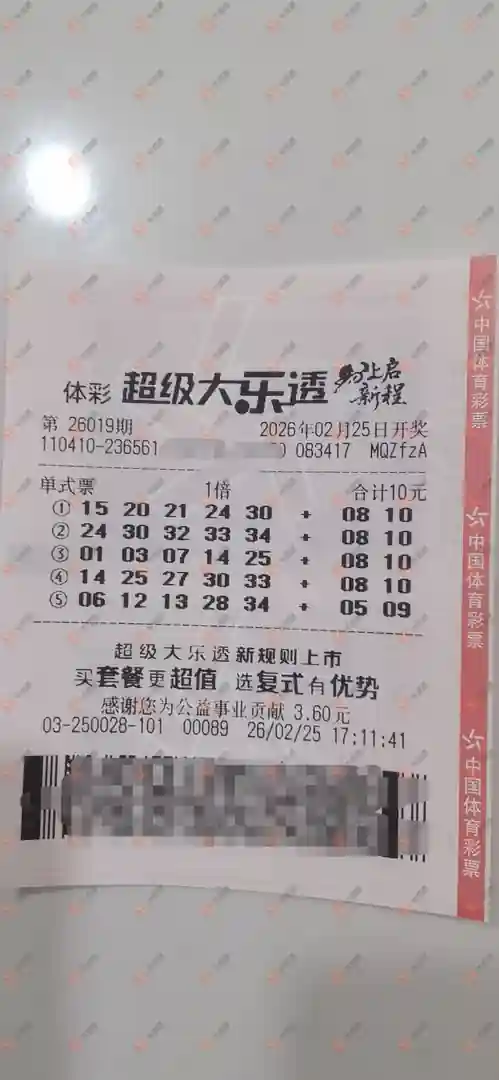 体彩 超级大乐透 马上启新程
第 26019期 2026年02月25日开奖
110410-236561 0 083417 MQZfzA
单式票 1倍 合计10元
① 15 20 21 24 30 + 08 10
② 24 30 32 33 34 + 08 10
③ 01 03 07 14 25 + 08 10
④ 14 25 27 30 33 + 08 10
⑤ 06 12 13 28 34 + 05 09
超级大乐透新规则上市
买套餐更超值 选复式有优势
感谢您为公益事业贡献 3.60元
03-250028-101 00089 26/02/25 17:11:41
中国体育彩票
中国体育彩票
中国体育彩票